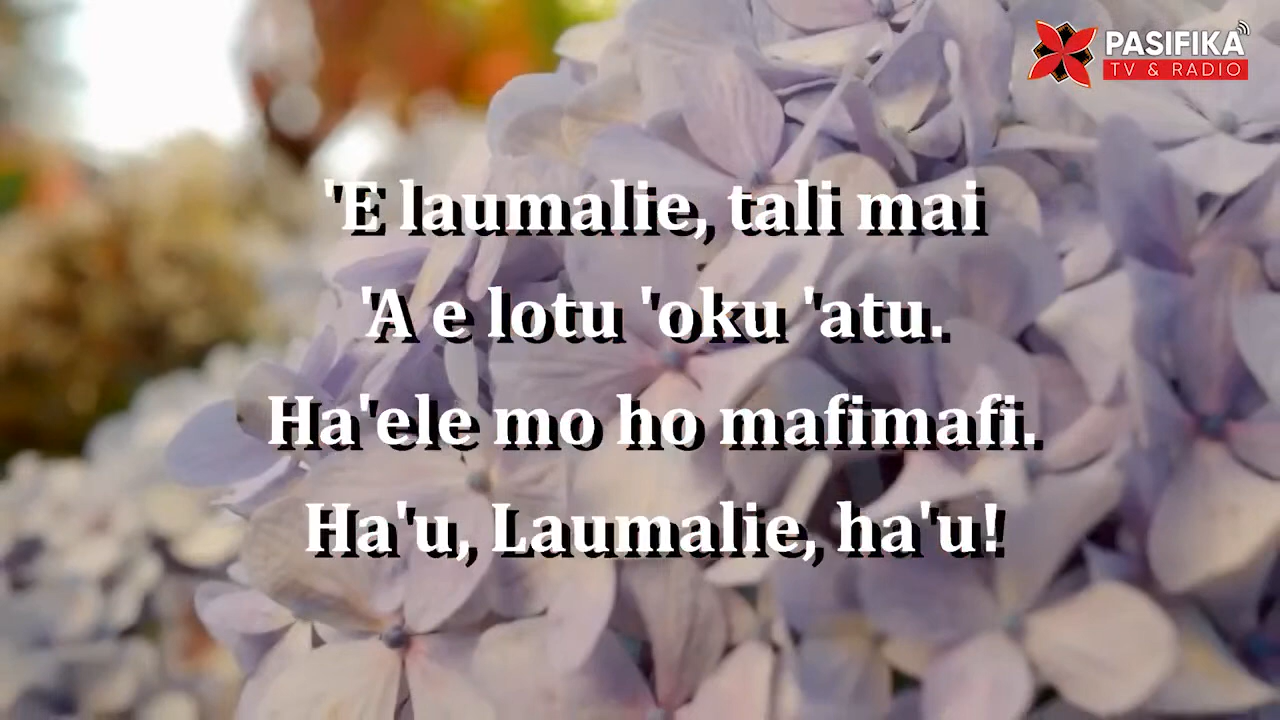 PASIFIKA
TV & RADIO
'E laumalie, tali mai
'A e lotu 'oku 'atu.
Ha'ele mo ho mafimafi.
Ha'u, Laumalie, ha'u!